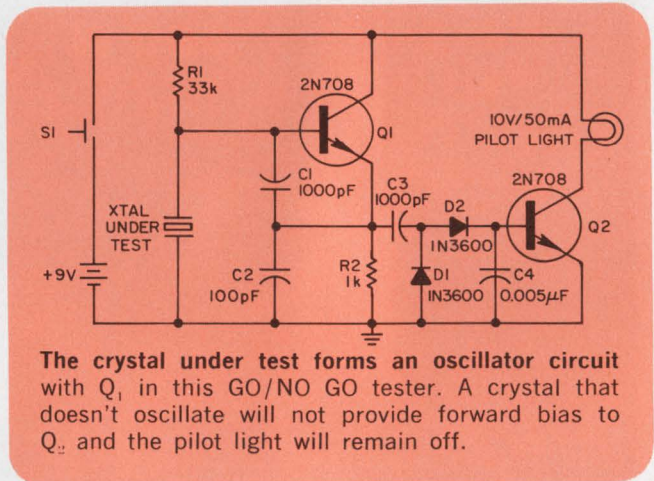 R1
33k
2N708
Q1
S1
10V/50mA
PILOT LIGHT
C1
1000pF
C3
1000pF
D2
1N3600
2N708
Q2
XTAL
UNDER
TEST
+9V
C2
100pF
R2
1k
D1
1N3600
C4
0.005µF
The crystal under test forms an oscillator circuit
with Q₁ in this GO/NO GO tester. A crystal that
doesn't oscillate will not provide forward bias to
Q₂ and the pilot light will remain off.